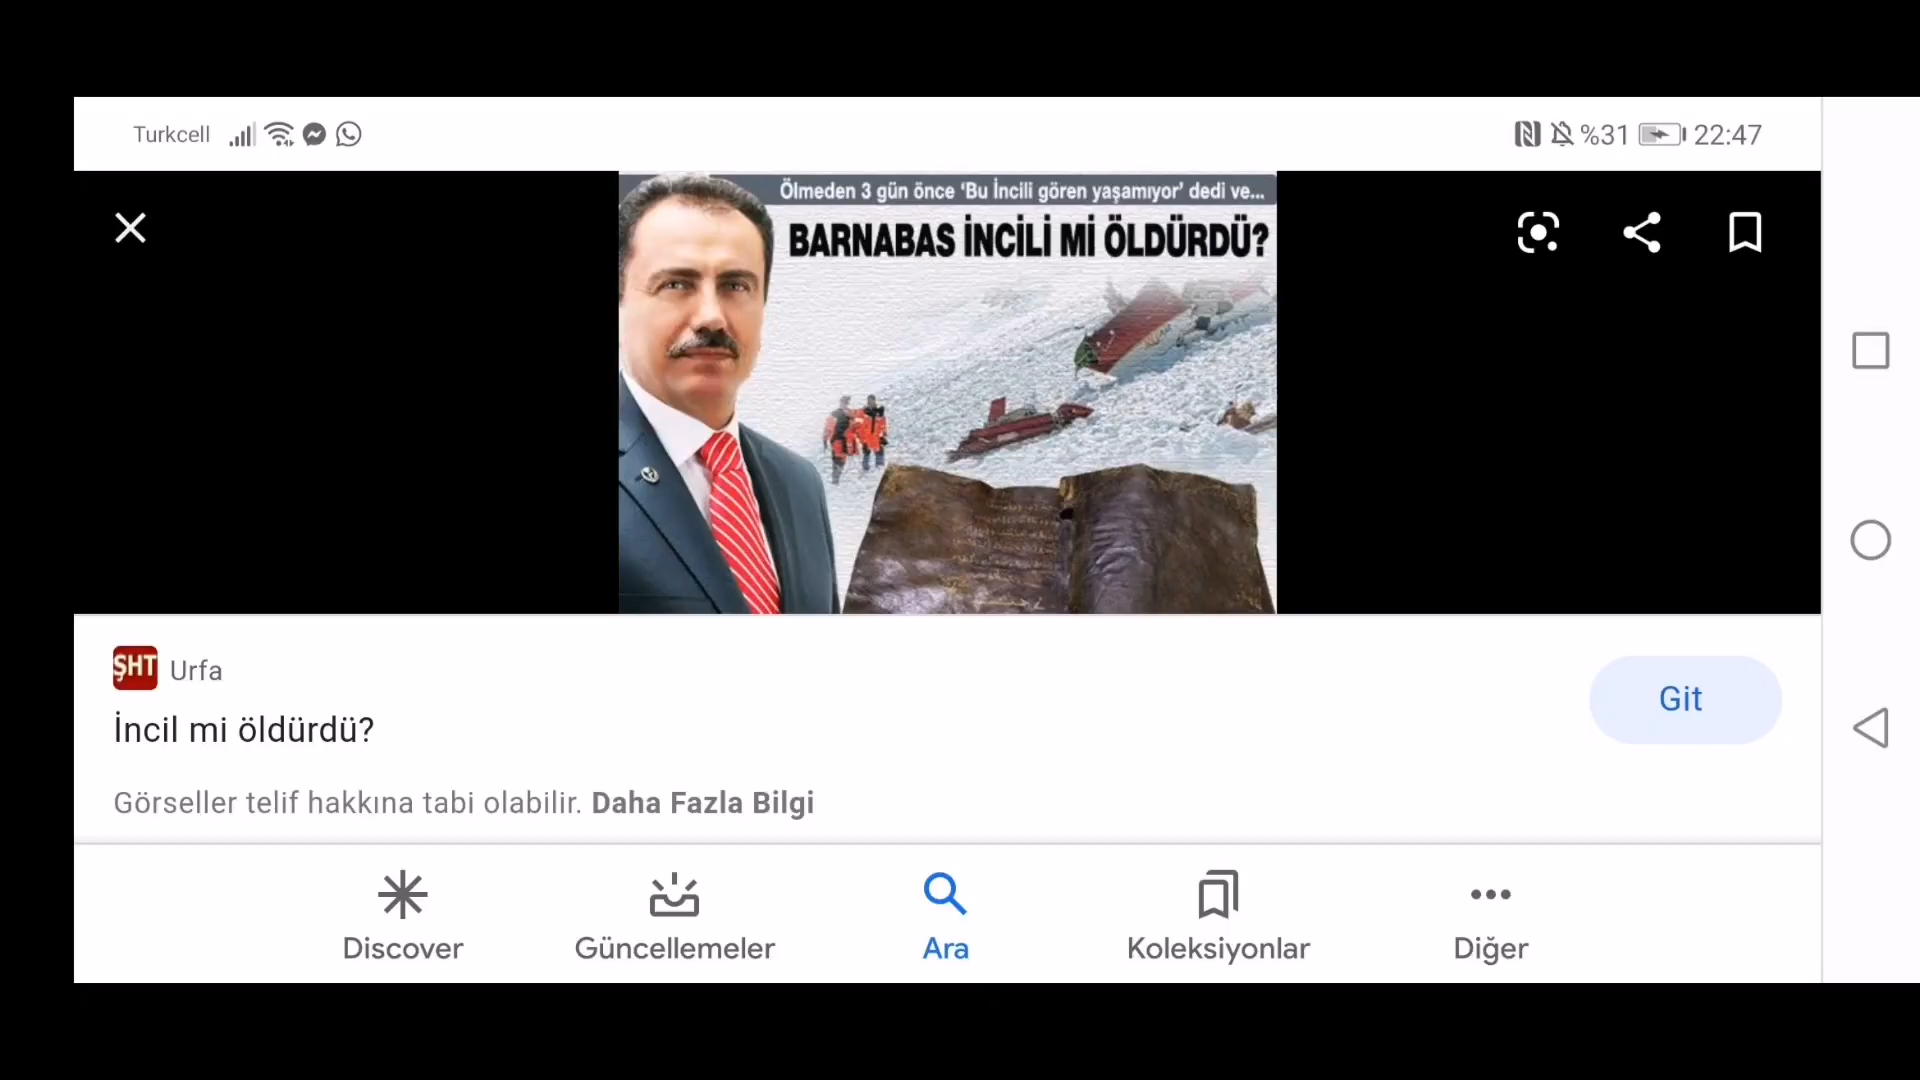 Turkcell
%31 22:47
Ölmeden 3 gün önce ‘Bu İncili gören yaşamıyor’ dedi ve...
BARNABAS İNCİLİ Mİ ÖLDÜRDÜ?
ŞHT Urfa
İncil mi öldürdü?
Git
Görseller telif hakkına tabi olabilir. Daha Fazla Bilgi
Discover Güncellemeler Ara Koleksiyonlar Diğer